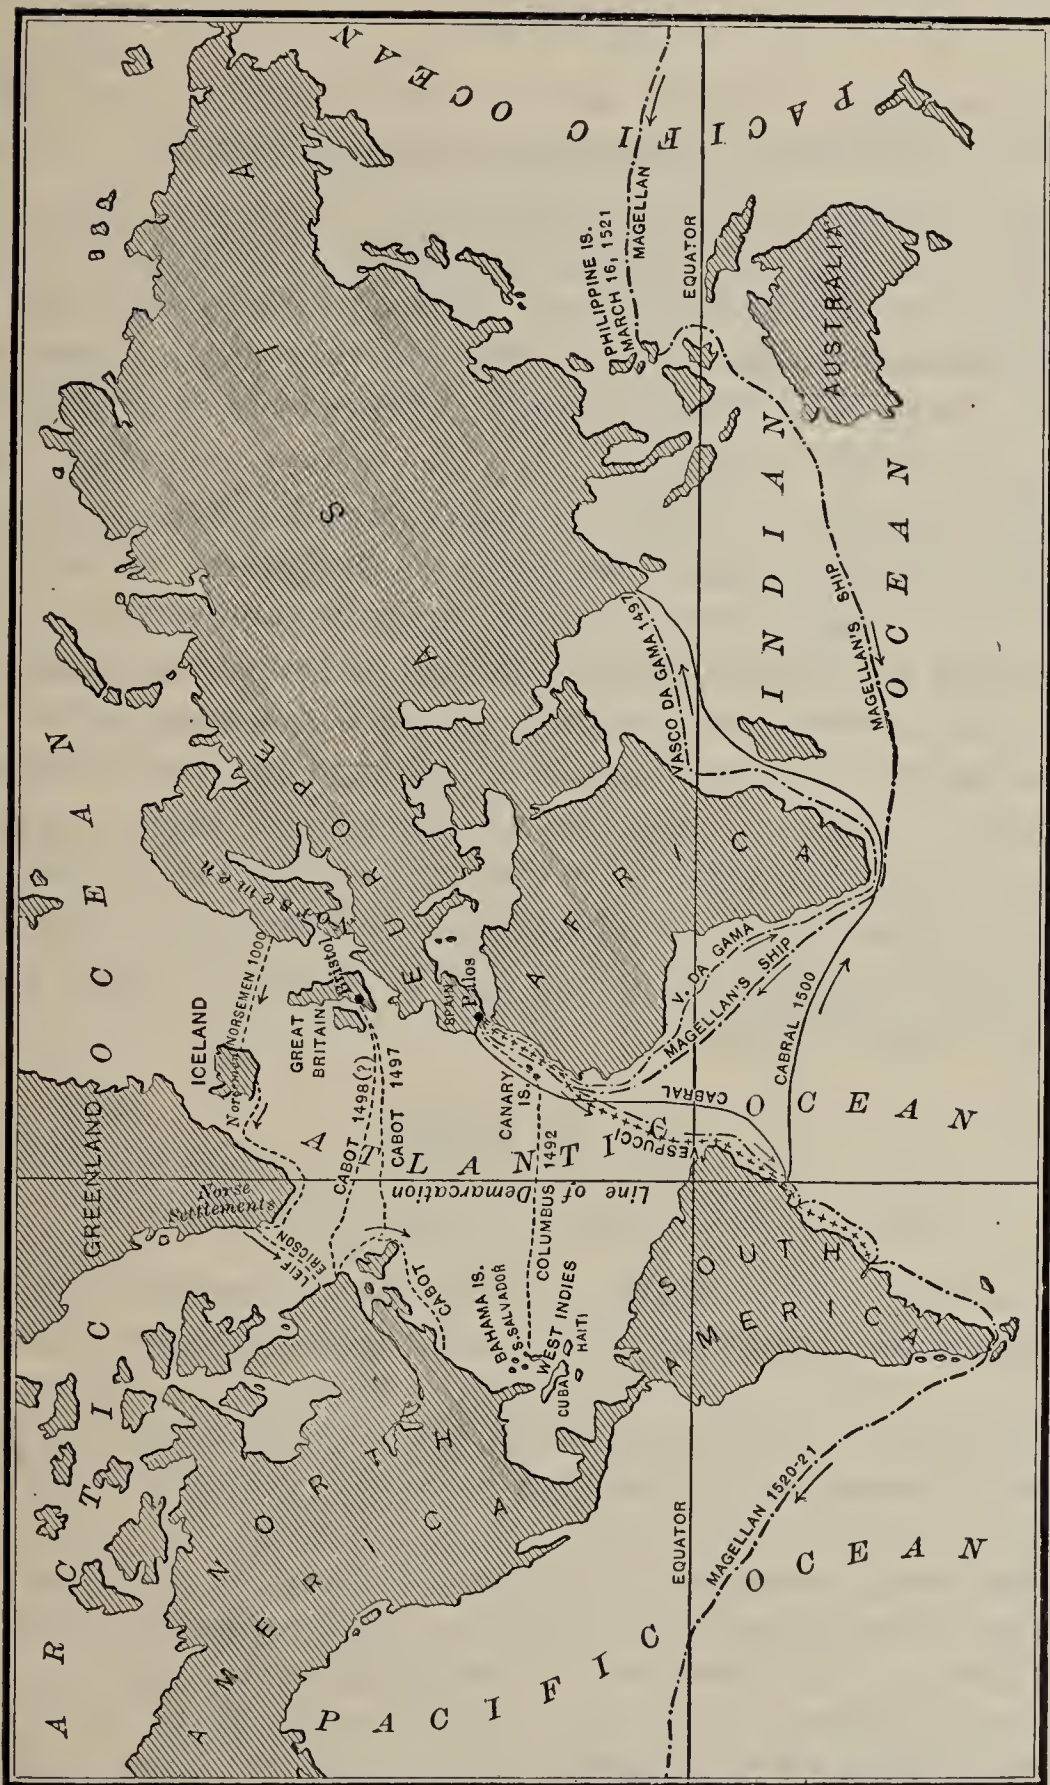 ARCTIC OCEAN
GREENLAND
Norse
Settlements
ICELAND
Norsemen
NORSEMEN 1000
Norsemen
LEIF
ERICSON
GREAT
BRITAIN
Bristol
EUROPE
ASIA
NORTH
AMERICA
CABOT 1498(?)
CABOT 1497
CABOT
ATLANTIC
OCEAN
Line of Demarcation
SPAIN
Palos
CANARY
IS.
COLUMBUS 1492
BAHAMA IS.
S. SALVADOR
WEST INDIES
CUBA
HAITI
VESPUCCI
CABRAL
CABRAL 1500
AFRICA
V. DA GAMA
MAGELLAN'S SHIP
VASCO DA GAMA 1497
SOUTH
AMERICA
PACIFIC
OCEAN
EQUATOR
MAGELLAN 1520-21
INDIAN
OCEAN
MAGELLAN'S SHIP
PHILIPPINE IS.
MARCH 16, 1521
MAGELLAN
EQUATOR
AUSTRALIA
PACIFIC
OCEAN